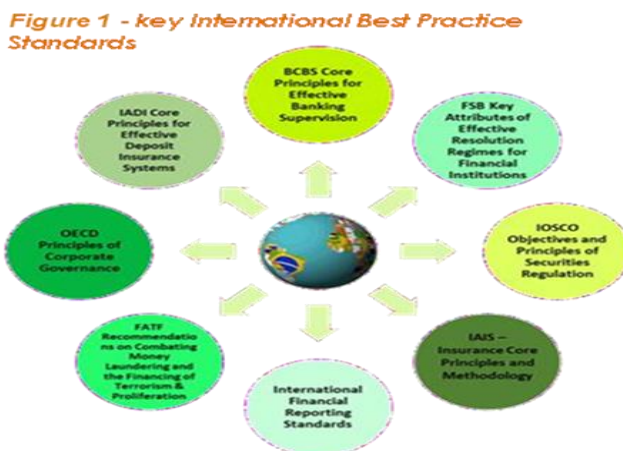 Figure 1 - key International Best Practice
Standards
BCBS Core
Principles for
Effective
Banking
Supervision
FSB Key
Attributes of
Effective
Resolution
Regimes for
Financial
Institutions
IOSCO
Objectives and
Principles of
Securities
Regulation
IAIS –
Insurance Core
Principles and
Methodology
International
Financial
Reporting
Standards
FATF
Recommendatio
ns on Combating
Money
Laundering and
the Financing of
Terrorism &
Proliferation
OECD
Principles of
Corporate
Governance
IADI Core
Principles for
Effective
Deposit
Insurance
Systems